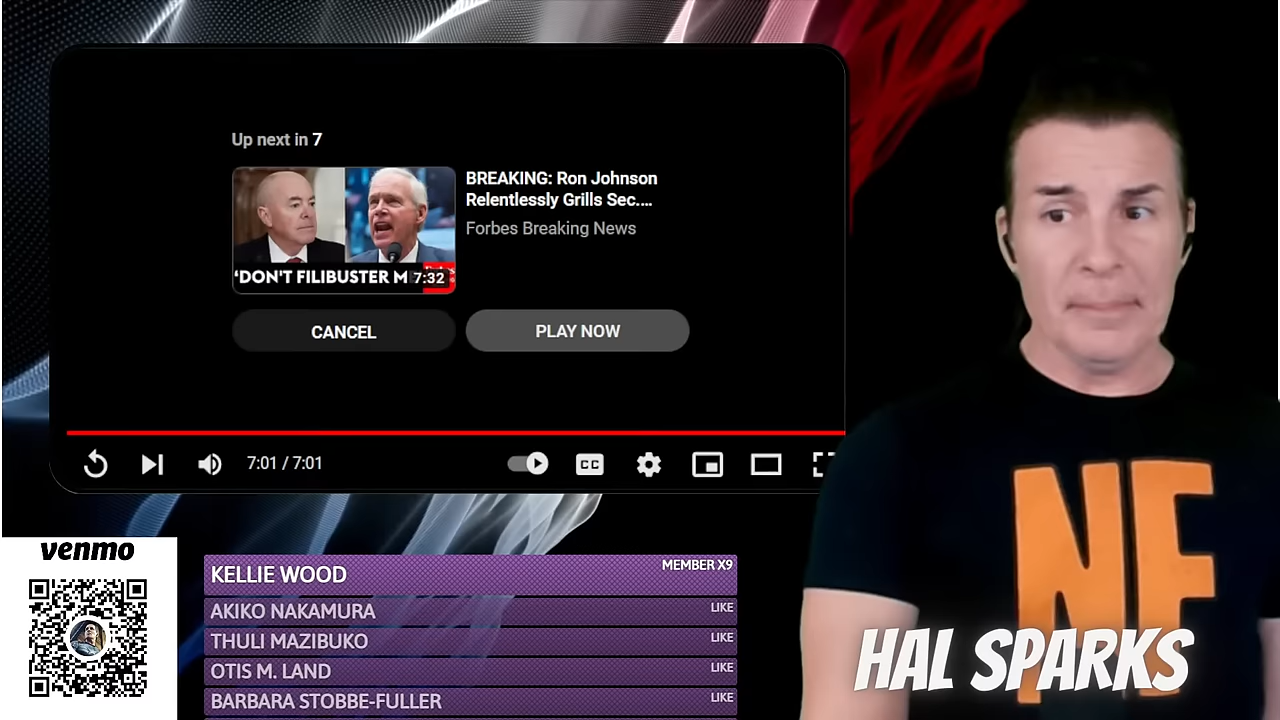 Up next in 7
BREAKING: Ron Johnson
Relentlessly Grills Sec....
Forbes Breaking News
'DON'T FILIBUSTER M
7:32
CANCEL
PLAY NOW
7:01 / 7:01
CC
NF
HAL SPARKS
venmo
KELLIE WOOD MEMBER X9
AKIKO NAKAMURA LIKE
THULI MAZIBUKO LIKE
OTIS M. LAND LIKE
BARBARA STOBBE-FULLER LIKE